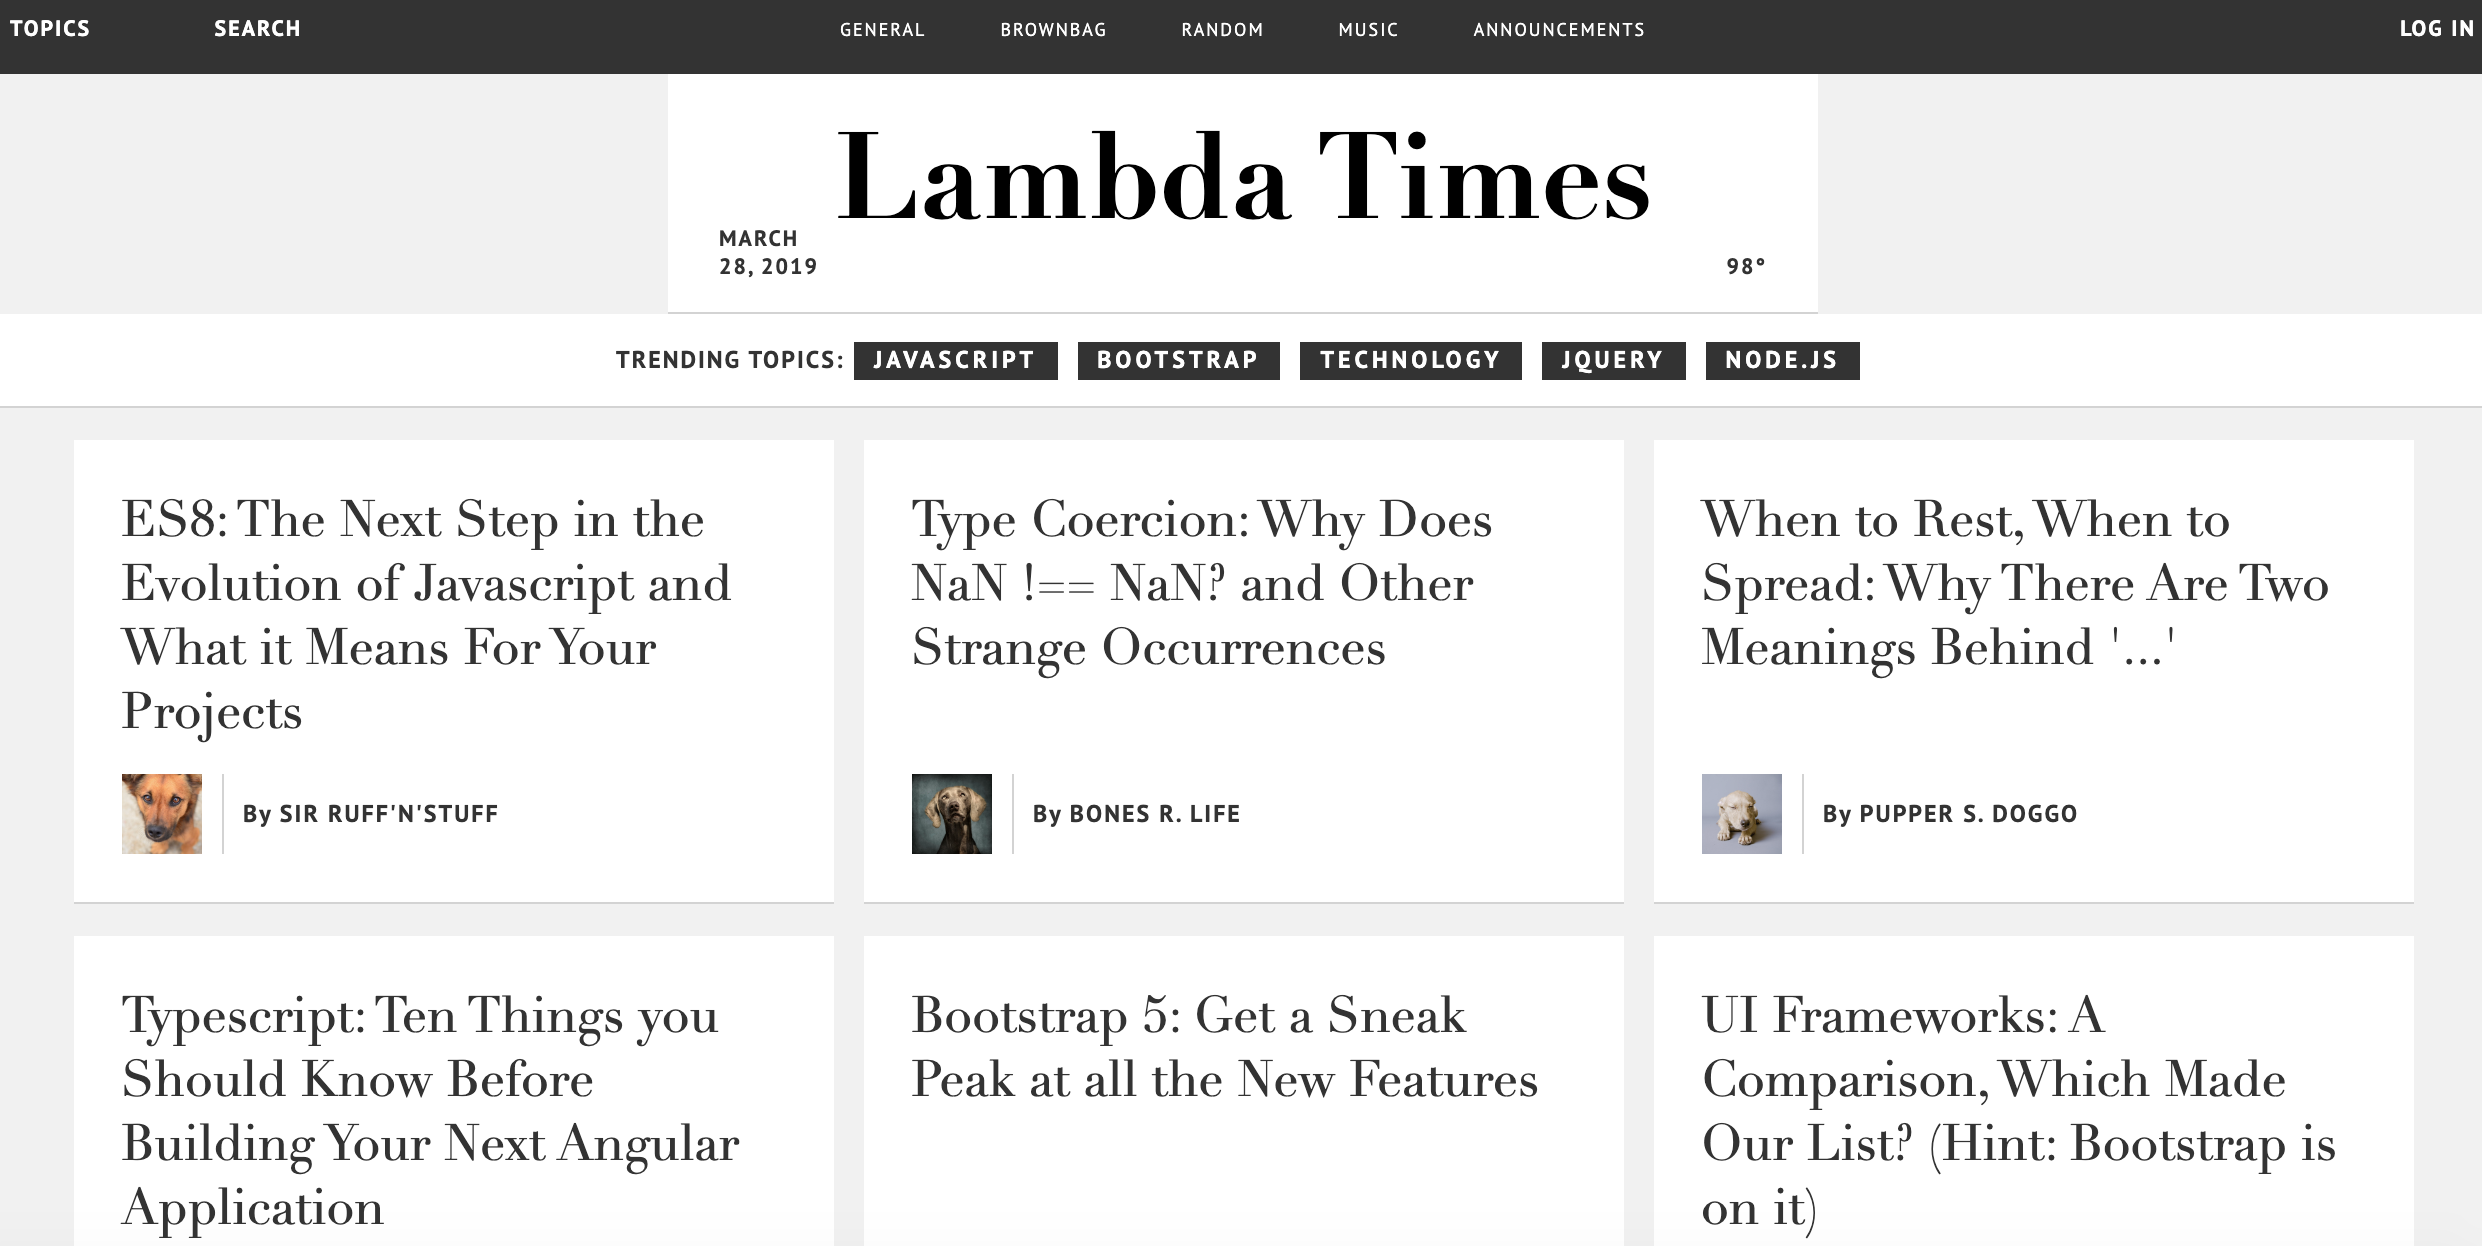 TOPICS SEARCH GENERAL BROWNBAG RANDOM MUSIC ANNOUNCEMENTS LOG IN
Lambda Times
MARCH
28, 2019
98°
TRENDING TOPICS: JAVASCRIPT BOOTSTRAP TECHNOLOGY JQUERY NODE.JS
ES8: The Next Step in the
Evolution of Javascript and
What it Means For Your
Projects
By SIR RUFF'N'STUFF
Type Coercion: Why Does
NaN !== NaN? and Other
Strange Occurrences
By BONES R. LIFE
When to Rest, When to
Spread: Why There Are Two
Meanings Behind '...'
By PUPPER S. DOGGO
Typescript: Ten Things you
Should Know Before
Building Your Next Angular
Application
Bootstrap 5: Get a Sneak
Peak at all the New Features
UI Frameworks: A
Comparison, Which Made
Our List? (Hint: Bootstrap is
on it)